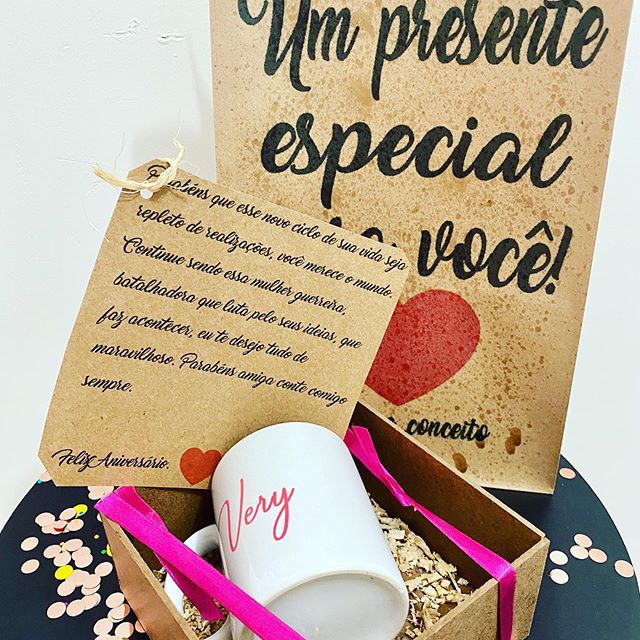 Um presente
especial
você!
conceito
Parabéns que esse novo ciclo de sua vida seja
repleto de realizações, você merece o mundo.
Continue sendo essa mulher guerreira,
batalhadora que luta pelo seus ideias, que
faz acontecer, eu te desejo tudo de
maravilhoso. Parabéns amiga conte comigo
sempre.
Feliz Aniversário.
Very